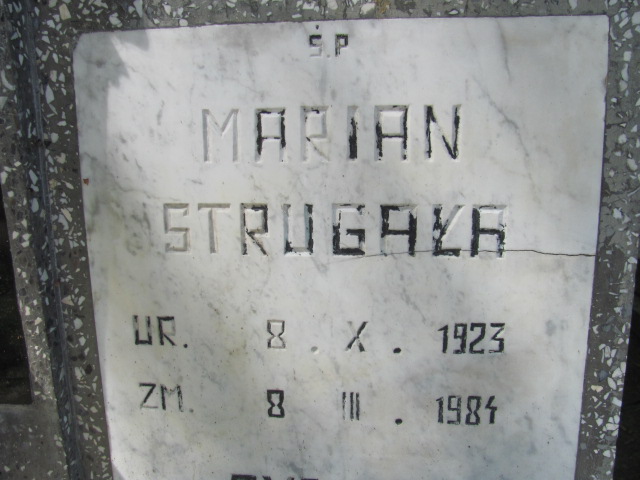 Ś.P
MARIAN
STRUGAŁA
UR. 8. X. 1923
ZM. 8 III. 1984